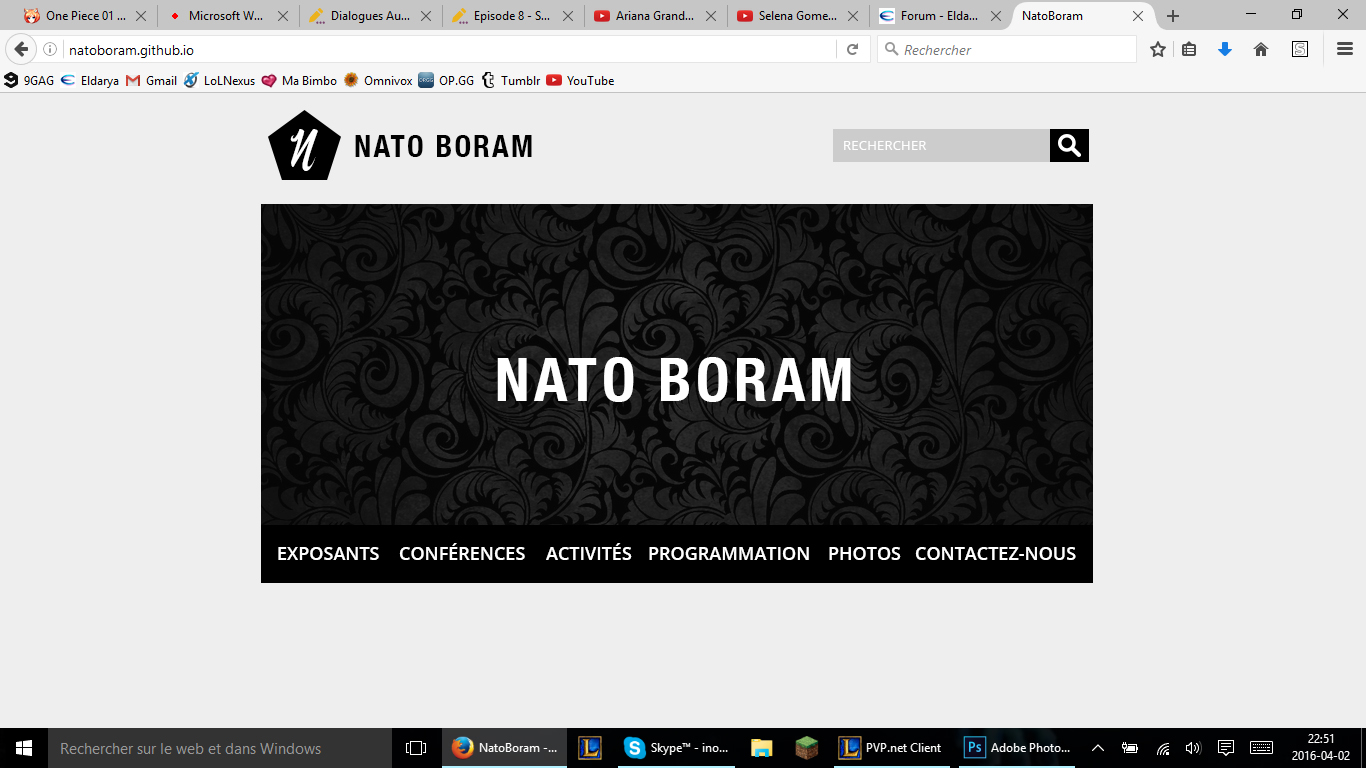 One Piece 01 ...
Microsoft W...
Dialogues Au...
Episode 8 - S...
Ariana Grand...
Selena Gome...
Forum - Elda...
NatoBoram
natoboram.github.io
Rechercher
9GAG
Eldarya
Gmail
LoLNexus
Ma Bimbo
Omnivox
OP.GG
Tumblr
YouTube
N
NATO BORAM
RECHERCHER
NATO BORAM
EXPOSANTS
CONFÉRENCES
ACTIVITÉS
PROGRAMMATION
PHOTOS
CONTACTEZ-NOUS
Rechercher sur le web et dans Windows
NatoBoram -...
Skype™ - ino...
PVP.net Client
Ps
Adobe Photo...
22:51
2016-04-02